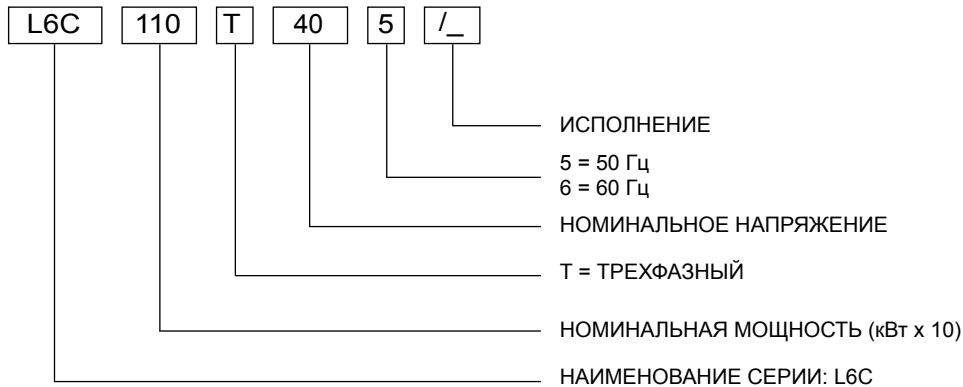 L6C 110 T 40 5 /_
ИСПОЛНЕНИЕ
5 = 50 Гц
6 = 60 Гц
НОМИНАЛЬНОЕ НАПРЯЖЕНИЕ
T = ТРЕХФАЗНЫЙ
НОМИНАЛЬНАЯ МОЩНОСТЬ (кВт x 10)
НАИМЕНОВАНИЕ СЕРИИ: L6C